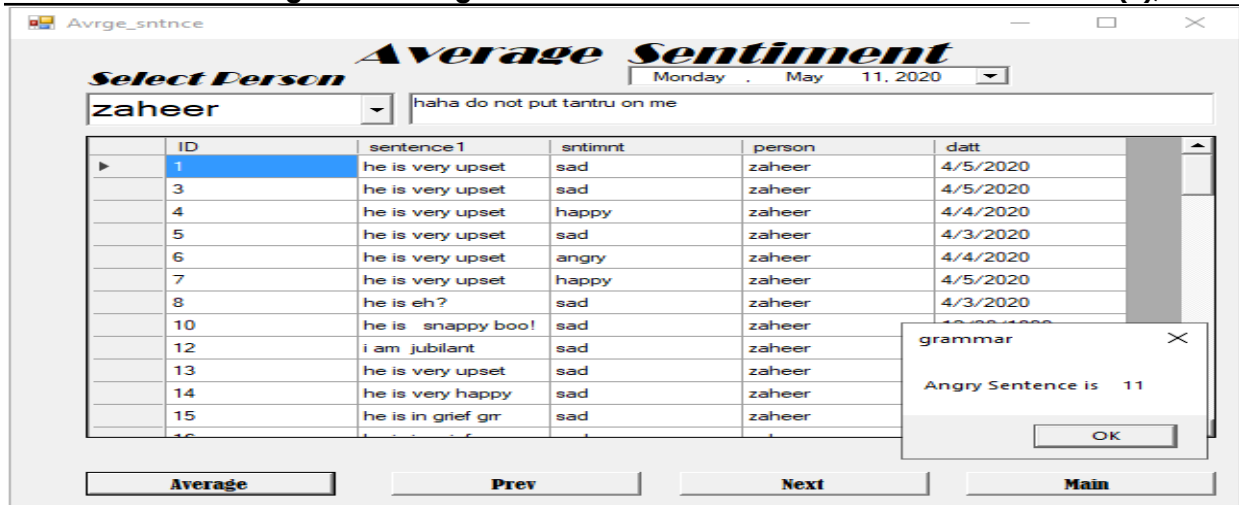 Avrge_sntnce
Average Sentiment
Select Person
Monday , May 11, 2020
zaheer
haha do not put tantru on me
ID sentence1 sntimnt person datt
1 he is very upset sad zaheer 4/5/2020
3 he is very upset sad zaheer 4/5/2020
4 he is very upset happy zaheer 4/4/2020
5 he is very upset sad zaheer 4/3/2020
6 he is very upset angry zaheer 4/4/2020
7 he is very upset happy zaheer 4/5/2020
8 he is eh? sad zaheer 4/3/2020
10 he is snappy boo! sad zaheer
12 i am jubilant sad zaheer
13 he is very upset sad zaheer
14 he is very happy sad zaheer
15 he is in grief grr sad zaheer
grammar
Angry Sentence is 11
OK
Average Prev Next Main